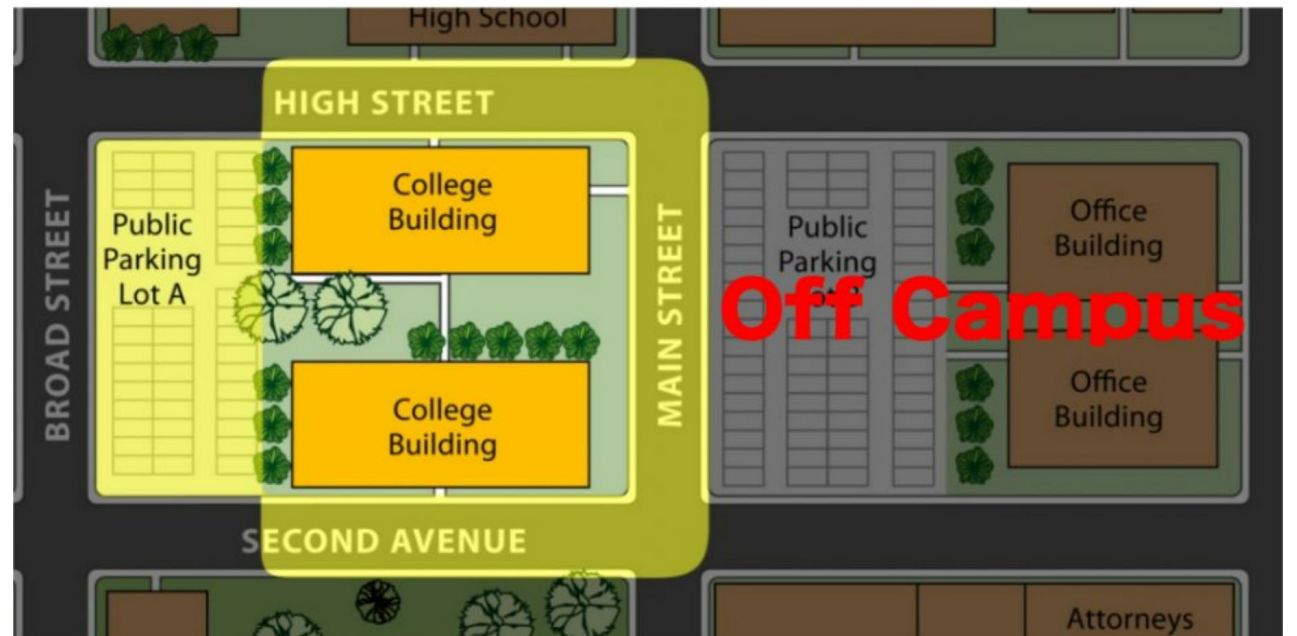 High School
HIGH STREET
BROAD STREET
Public
Parking
Lot A
College
Building
College
Building
MAIN STREET
Public
Parking
Off Campus
Office
Building
Office
Building
SECOND AVENUE
Attorneys